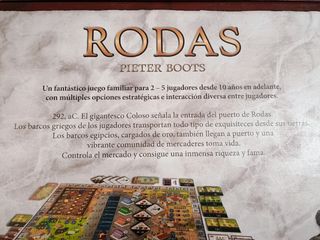 RODAS
PIETER BOOTS
Un fantástico juego familiar para 2 – 5 jugadores desde 10 años en adelante,
con múltiples opciones estratégicas e interacción diversa entre jugadores.
292, aC. El gigantesco Coloso señala la entrada del puerto de Rodas.
Los barcos griegos de los jugadores transportan todo tipo de exquisiteces desde sus tierras.
Los barcos egipcios, cargados de oro, también llegan a puerto y una
vibrante comunidad de mercaderes toma vida.
Controla el mercado y consigue una inmensa riqueza y fama.